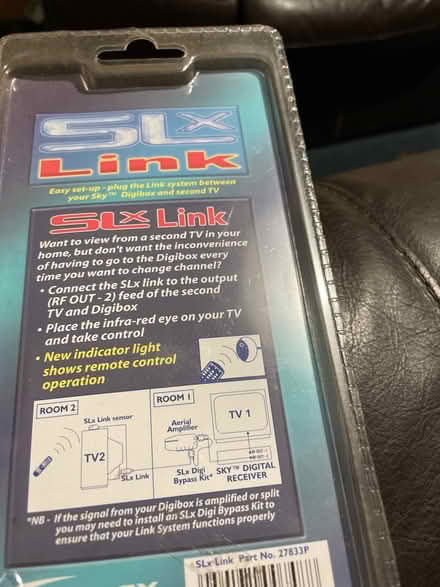 SLx
Link
Easy set-up - plug the Link system between
your Sky™ Digibox and second TV
SLx Link
Want to view from a second TV in your
home, but don't want the inconvenience
of having to go to the Digibox every
time you want to change channel?
• Connect the SLx link to the output
(RF OUT - 2) feed of the second
TV and Digibox
• Place the infra-red eye on your TV
and take control
• New indicator light
shows remote control
operation
ROOM 2
SLx Link sensor
TV2
SLx Link
ROOM 1
Aerial
Amplifier
TV 1
SLx Digi
Bypass Kit*
SKY™ DIGITAL
RECEIVER
*NB - If the signal from your Digibox is amplified or split
you may need to install an SLx Digi Bypass Kit to
ensure that your Link System functions properly
SLx Link Part No. 27833P